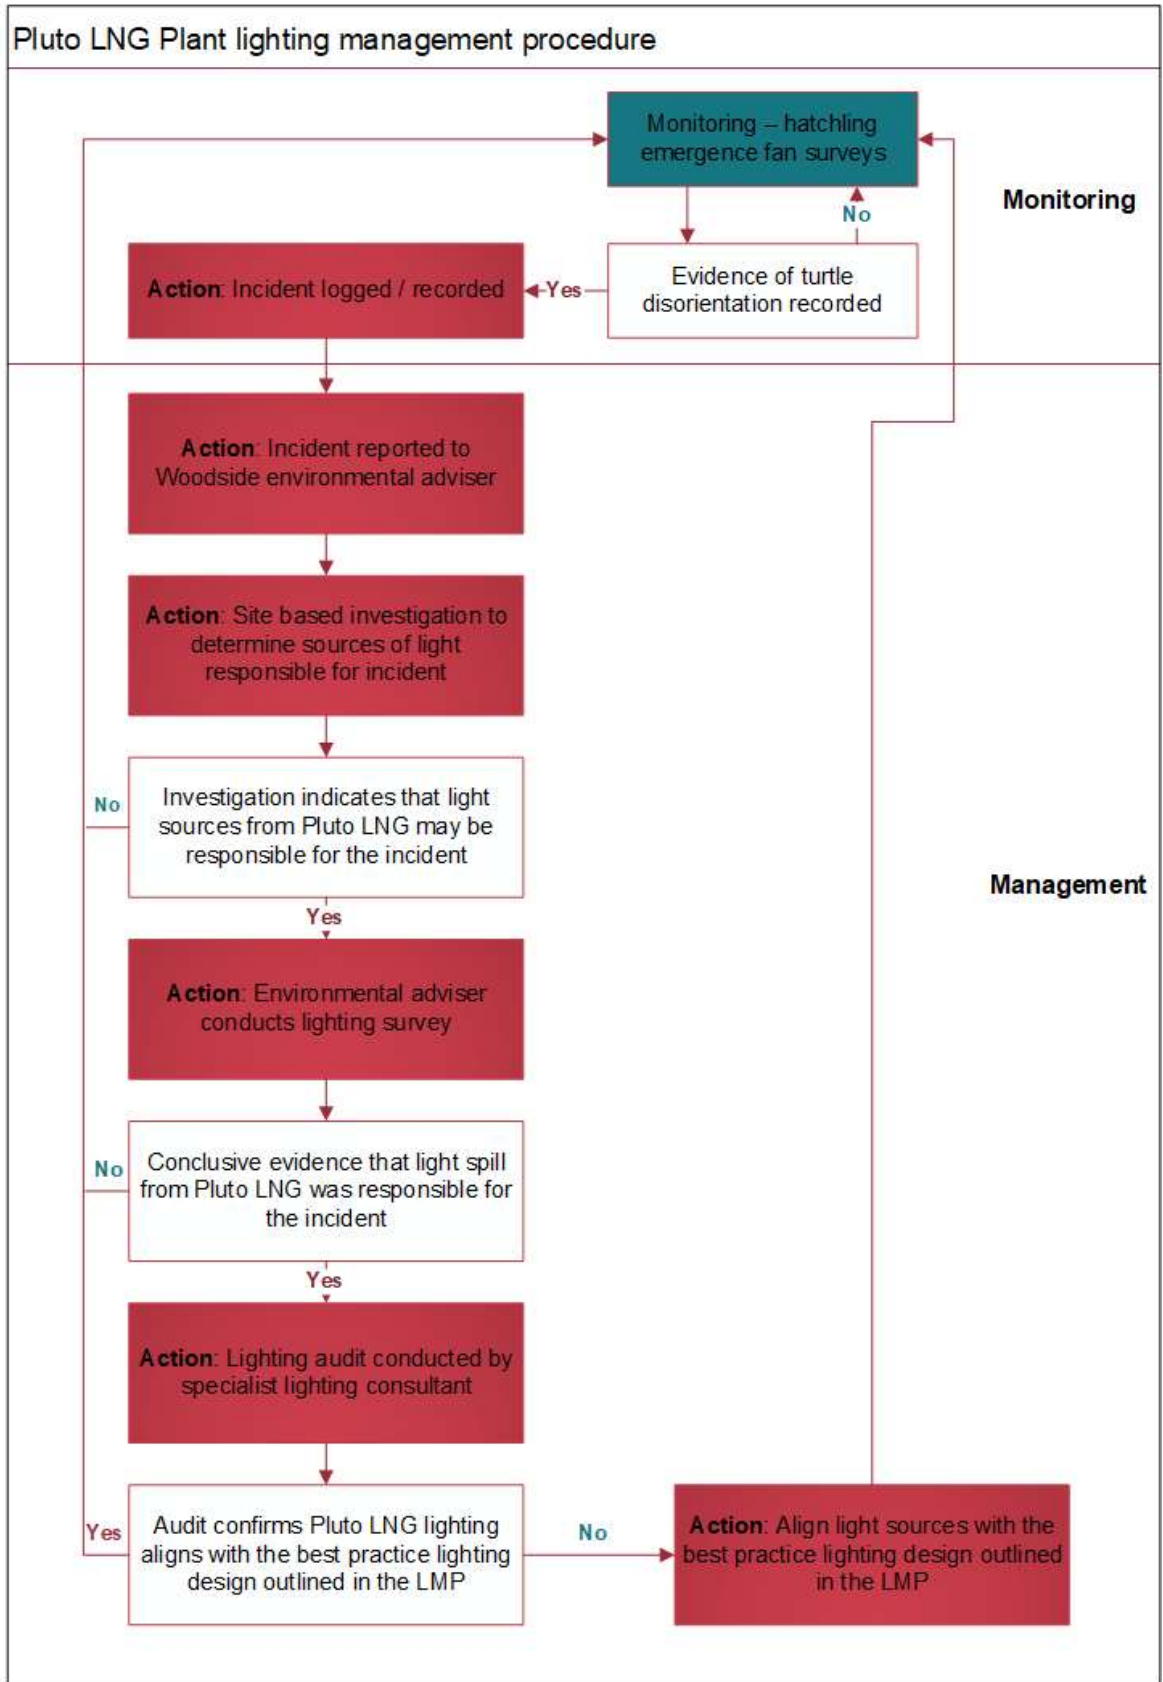 Pluto LNG Plant lighting management procedure
Monitoring – hatchling
emergence fan surveys
Monitoring
No
Evidence of turtle
disorientation recorded
Yes
Action: Incident logged / recorded
Action: Incident reported to
Woodside environmental adviser
Action: Site based investigation to
determine sources of light
responsible for incident
No
Investigation indicates that light
sources from Pluto LNG may be
responsible for the incident
Management
Yes
Action: Environmental adviser
conducts lighting survey
No
Conclusive evidence that light spill
from Pluto LNG was responsible for
the incident
Yes
Action: Lighting audit conducted by
specialist lighting consultant
Yes
Audit confirms Pluto LNG lighting
aligns with the best practice lighting
design outlined in the LMP
No
Action: Align light sources with the
best practice lighting design outlined
in the LMP